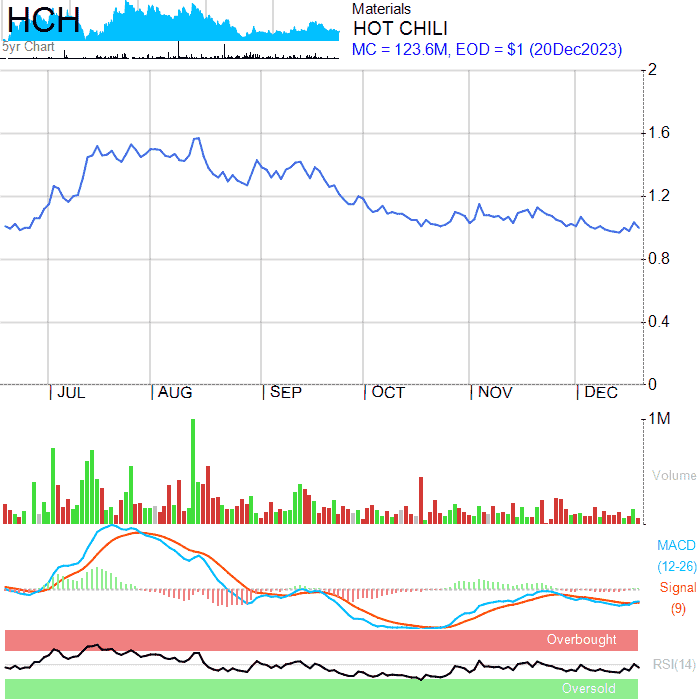 HCH
5yr Chart
Materials
HOT CHILI
MC = 123.6M, EOD = $1 (20Dec2023)
2
1.6
1.2
0.8
0.4
0
JUL AUG SEP OCT NOV DEC
1M
Volume
MACD
(12-26)
Signal
(9)
Overbought
RSI(14)
Oversold